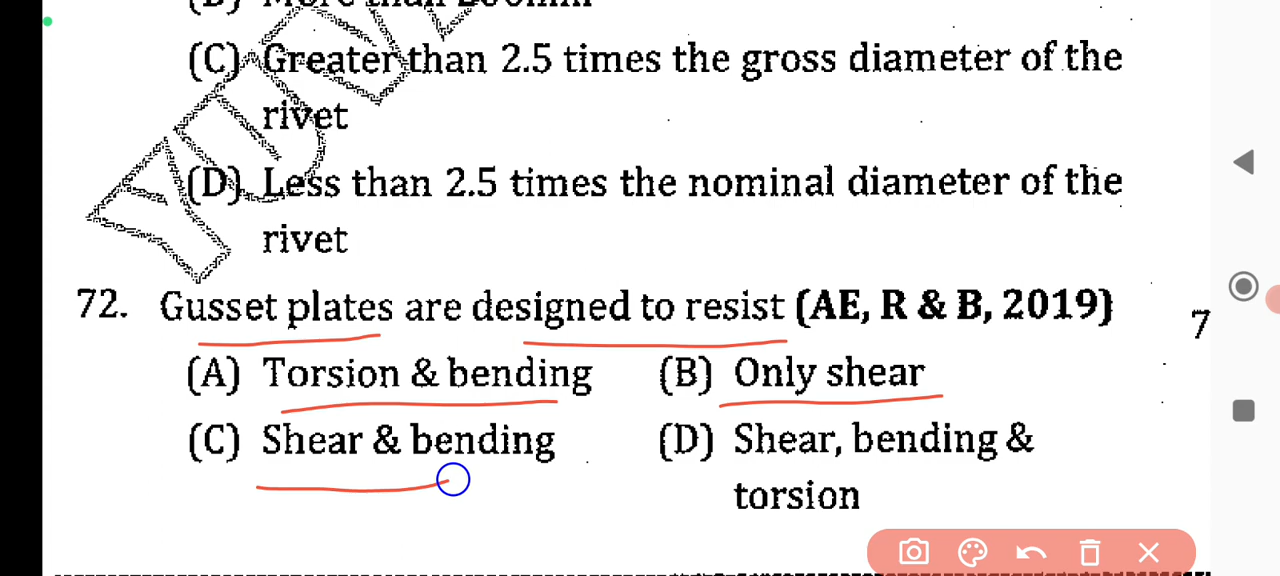 (C) Greater than 2.5 times the gross diameter of the
rivet
(D) Less than 2.5 times the nominal diameter of the
rivet
72. Gusset plates are designed to resist (AE, R & B, 2019)
7
(A) Torsion & bending (B) Only shear
(C) Shear & bending (D) Shear, bending &
torsion